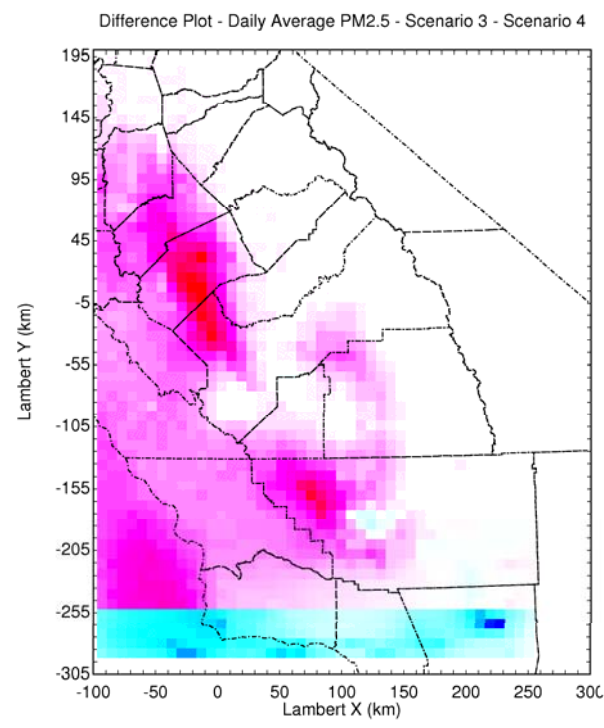 Difference Plot - Daily Average PM2.5 - Scenario 3 - Scenario 4
195
145
95
45
-5
-55
-105
-155
-205
-255
-305
Lambert Y (km)
-100 -50 0 50 100 150 200 250 300
Lambert X (km)